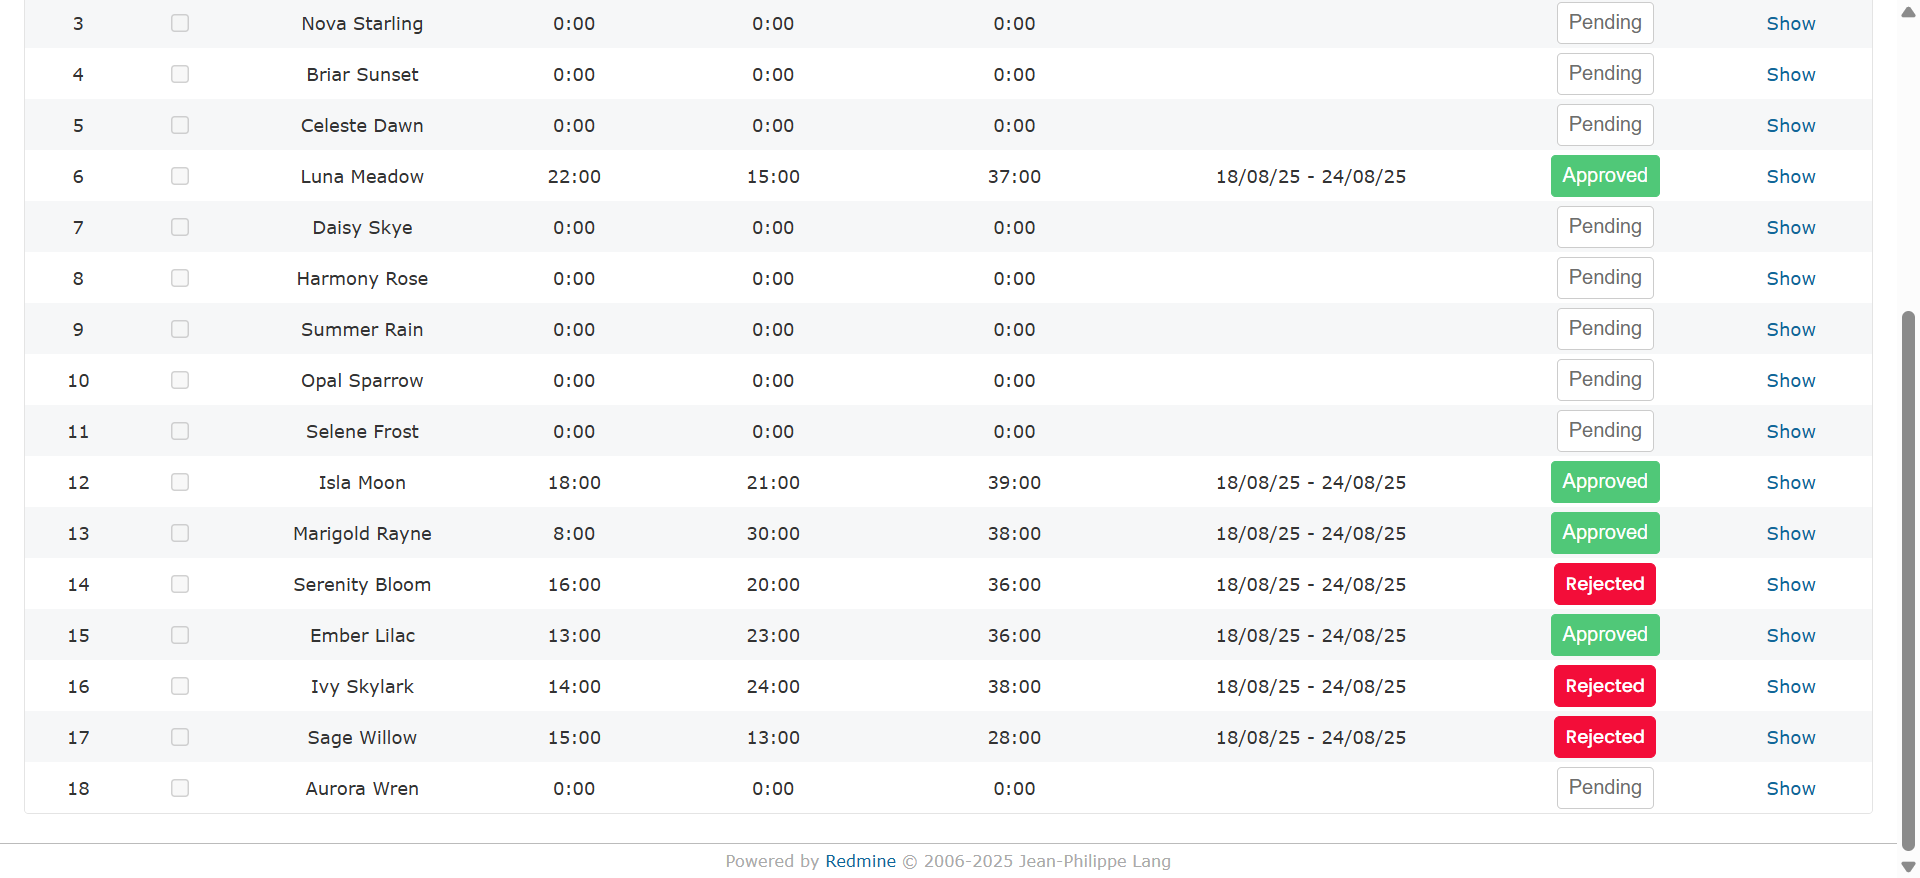 3 Nova Starling 0:00 0:00 0:00 Pending Show
4 Briar Sunset 0:00 0:00 0:00 Pending Show
5 Celeste Dawn 0:00 0:00 0:00 Pending Show
6 Luna Meadow 22:00 15:00 37:00 18/08/25 - 24/08/25 Approved Show
7 Daisy Skye 0:00 0:00 0:00 Pending Show
8 Harmony Rose 0:00 0:00 0:00 Pending Show
9 Summer Rain 0:00 0:00 0:00 Pending Show
10 Opal Sparrow 0:00 0:00 0:00 Pending Show
11 Selene Frost 0:00 0:00 0:00 Pending Show
12 Isla Moon 18:00 21:00 39:00 18/08/25 - 24/08/25 Approved Show
13 Marigold Rayne 8:00 30:00 38:00 18/08/25 - 24/08/25 Approved Show
14 Serenity Bloom 16:00 20:00 36:00 18/08/25 - 24/08/25 Rejected Show
15 Ember Lilac 13:00 23:00 36:00 18/08/25 - 24/08/25 Approved Show
16 Ivy Skylark 14:00 24:00 38:00 18/08/25 - 24/08/25 Rejected Show
17 Sage Willow 15:00 13:00 28:00 18/08/25 - 24/08/25 Rejected Show
18 Aurora Wren 0:00 0:00 0:00 Pending Show
Powered by Redmine © 2006-2025 Jean-Philippe Lang